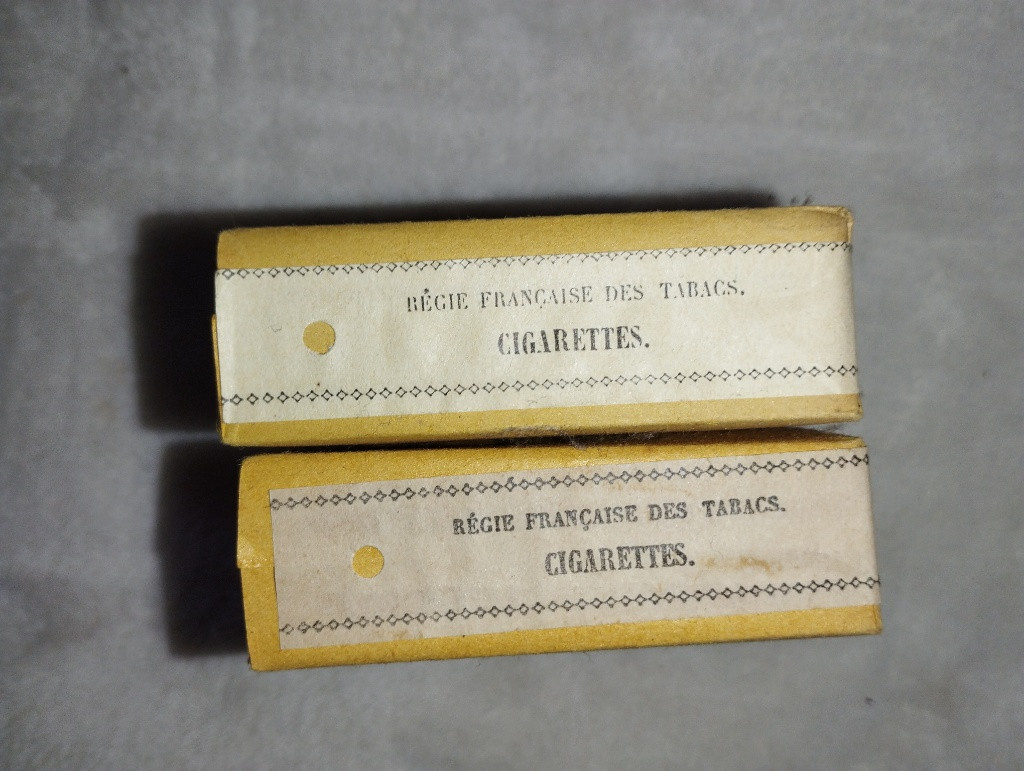 RÉGIE FRANÇAISE DES TABACS.
CIGARETTES.
RÉGIE FRANÇAISE DES TABACS.
CIGARETTES.